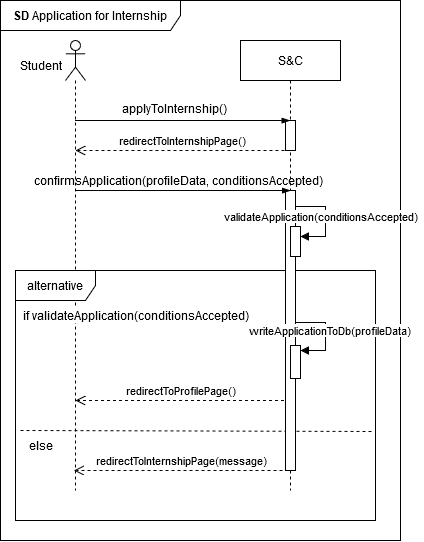 SD Application for Internship
Student
S&C
applyToInternship()
redirectToInternshipPage()
confirmsApplication(profileData, conditionsAccepted)
validateApplication(conditionsAccepted)
alternative
if validateApplication(conditionsAccepted)
writeApplicationToDb(profileData)
redirectToProfilePage()
else
redirectToInternshipPage(message)